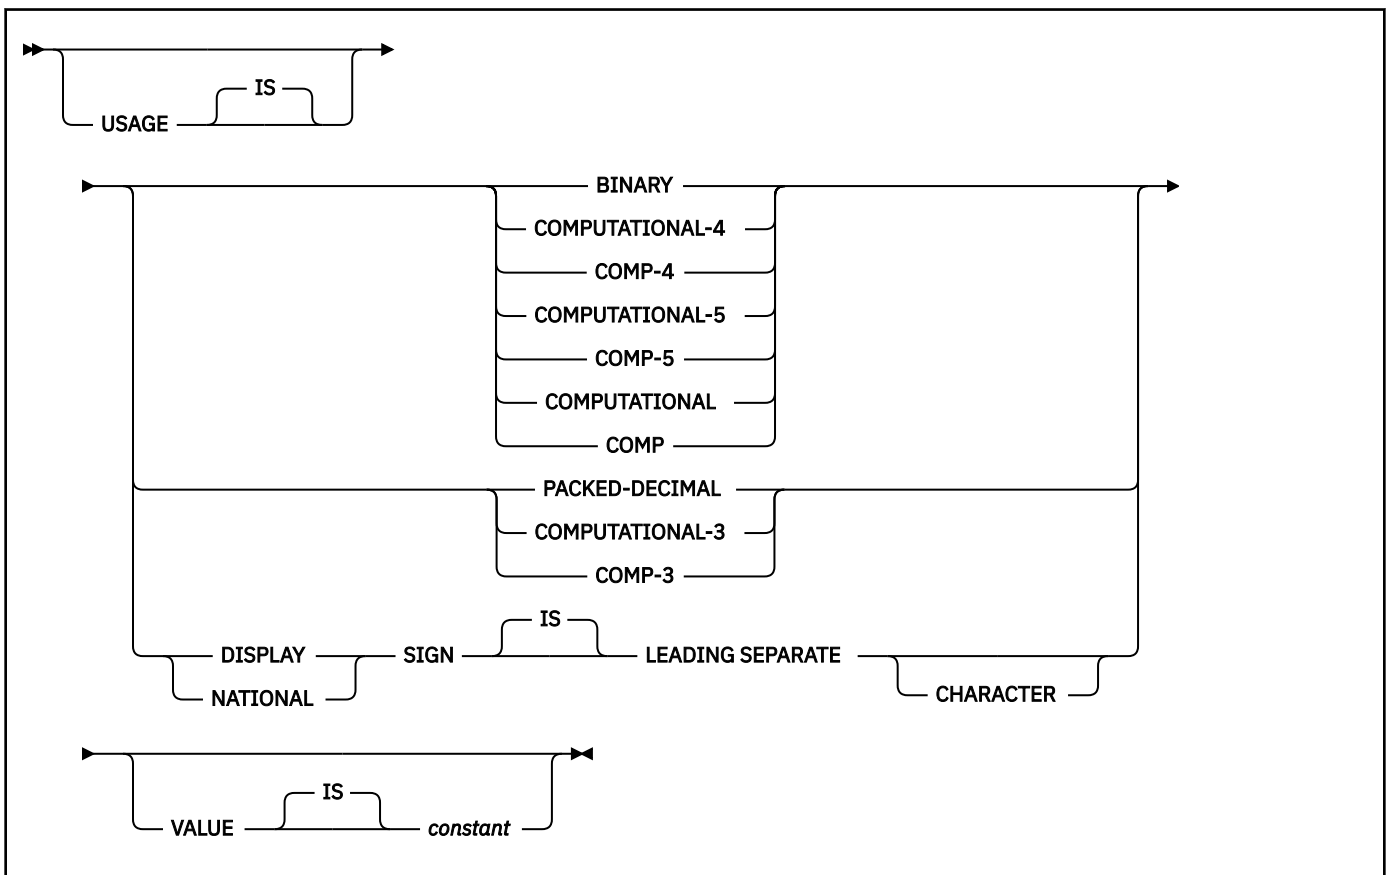 IS
USAGE
BINARY
COMPUTATIONAL-4
COMP-4
COMPUTATIONAL-5
COMP-5
COMPUTATIONAL
COMP
PACKED-DECIMAL
COMPUTATIONAL-3
COMP-3
IS
DISPLAY SIGN LEADING SEPARATE
NATIONAL CHARACTER
IS
VALUE constant